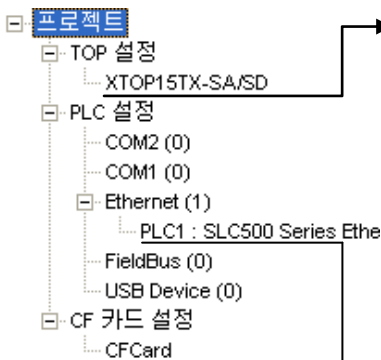 프로젝트
TOP 설정
XTOP15TX-SA/SD
PLC 설정
COM2 (0)
COM1 (0)
Ethernet (1)
PLC1 : SLC500 Series Ethe
FieldBus (0)
USB Device (0)
CF 카드 설정
CFCard